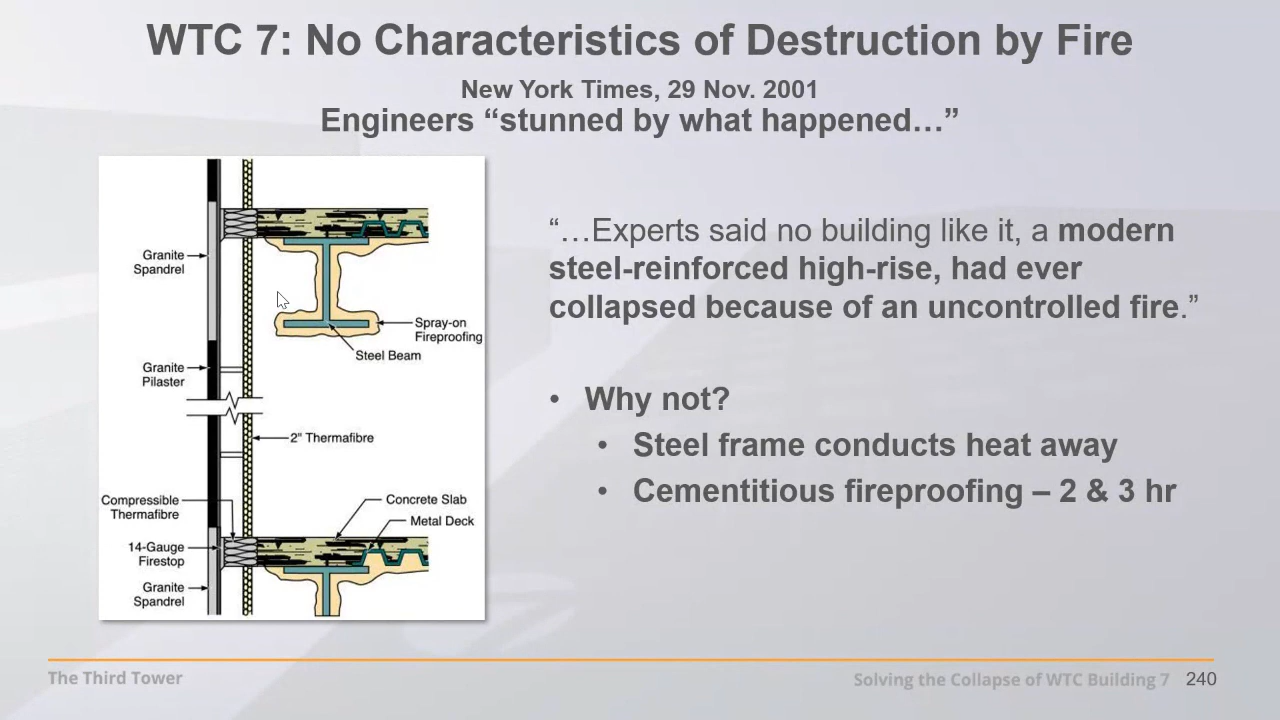 WTC 7: No Characteristics of Destruction by Fire
New York Times, 29 Nov. 2001
Engineers “stunned by what happened…”
Granite
Spandrel
Granite
Pilaster
Compressible
Thermafibre
14-Gauge
Firestop
Granite
Spandrel
Spray-on
Fireproofing
Steel Beam
2" Thermafibre
Concrete Slab
Metal Deck
“…Experts said no building like it, a modern
steel-reinforced high-rise, had ever
collapsed because of an uncontrolled fire.”
• Why not?
• Steel frame conducts heat away
• Cementitious fireproofing – 2 & 3 hr
The Third Tower
Solving the Collapse of WTC Building 7 240